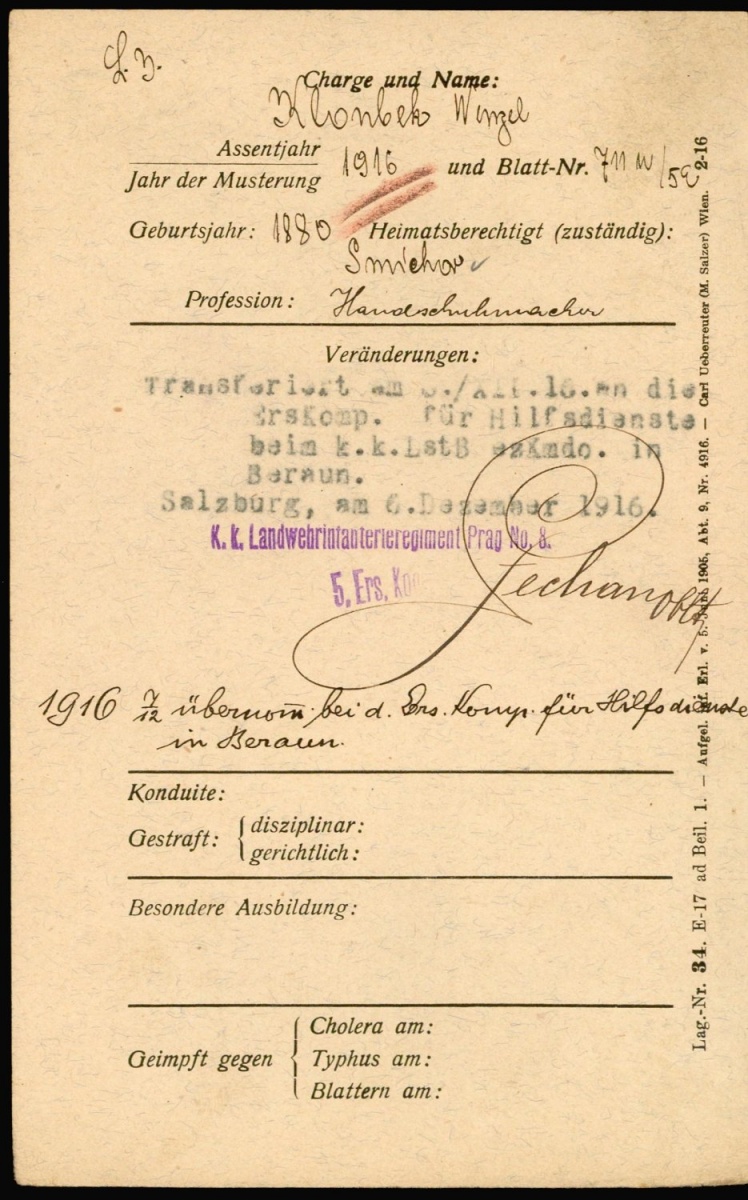 Charge und Name:
Klonbek Wenzel
Assentjahr
Jahr der Musterung 1916 und Blatt-Nr. 711
Geburtsjahr: 1880 Heimatsberechtigt (zuständig):
Smichov
Profession: Handschuhmacher
Veränderungen:
Transferiert am /XII.16.an die
ErsKomp. für Hilfsdienste
beim k.k.LstB ezKmdo. in
Beraun.
Salzburg, am 6.Dezember 1916.
K. k. Landwehrinfanterieregiment Prag No. 8.
5. Ers.
Pechan Oblt
1916 7/12 übernom̄. bei d. Ers. Komp. für Hilfsdienste
in Beraun.
Konduite:
Gestraft: { disziplinar:
gerichtlich:
Besondere Ausbildung:
Geimpft gegen { Cholera am:
Typhus am:
Blattern am:
Lag.-Nr. 34. E-17 ad Beil. 1. — Aufgel. Erl. v. 5. 1905, Abt. 9, Nr. 4916. — Carl Ueberreuter (M. Salzer) Wien. 2-16